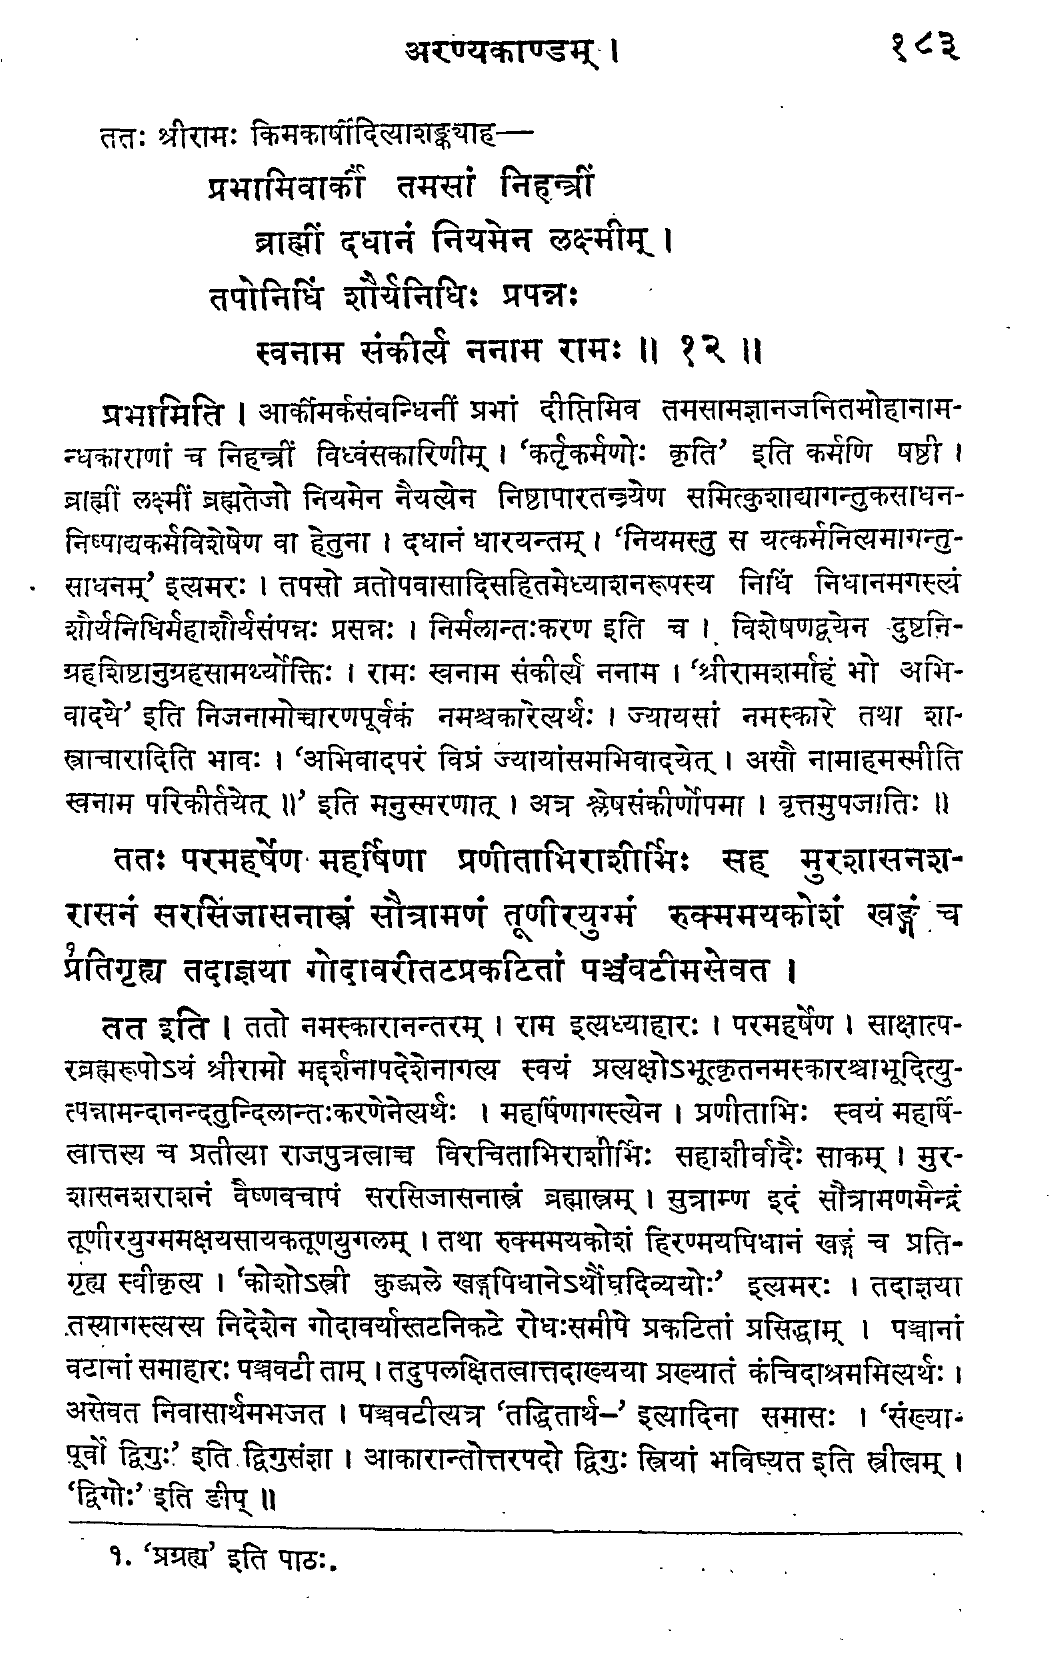 अरण्यकाण्डम् ।
१८३
ततः श्रीरामः किमकार्षीदित्याशङ्कयाह—
प्रभामिवार्कीं तमसां निहन्त्रीं
ब्राह्मीं दधानं नियमेन लक्ष्मीम् ।
तपोनिधिं शौर्यनिधिः प्रपन्नः
स्वनाम संकीर्त्य ननाम रामः ॥ १२ ॥
प्रभामिति । आर्कीमर्कसंबन्धिनीं प्रभां दीप्तिमिव तमसामज्ञानजनितमोहानाम-
न्धकाराणां च निहन्त्रीं विध्वंसकारिणीम् । ‘कर्तृकर्मणोः कृति’ इति कर्मणि षष्ठी ।
ब्राह्मीं लक्ष्मीं ब्रह्मतेजो नियमेन नैयत्येन निष्ठापारतन्त्र्येण समित्कुशाद्यागन्तुकसाधन-
निष्पाद्यकर्मविशेषेण वा हेतुना । दधानं धारयन्तम् । ‘नियमस्तु स यत्कर्मनित्यमागन्तु-
साधनम्’ इत्यमरः । तपसो व्रतोपवासादिसहितमेध्याशनरूपस्य निधिं निधानमगस्त्यं
शौर्यनिधिर्महाशौर्यसंपन्नः प्रसन्नः । निर्मलान्तःकरण इति च । विशेषणद्वयेन दुष्टनि-
ग्रहशिष्टानुग्रहसामर्थ्योक्तिः । रामः स्वनाम संकीर्त्य ननाम । ‘श्रीरामशर्माहं भो अभि-
वादये’ इति निजनामोच्चारणपूर्वकं नमश्चकारेत्यर्थः । ज्यायसां नमस्कारे तथा शा-
स्त्राचारादिति भावः । ‘अभिवादपरं विप्रं ज्यायांसमभिवादयेत् । असौ नामाहमस्मीति
स्वनाम परिकीर्तयेत् ॥’ इति मनुस्मरणात् । अत्र श्लेषसंकीर्णोपमा । वृत्तमुपजातिः ॥
ततः परमहर्षेण महर्षिणा प्रणीताभिराशीर्भिः सह मुरशासनश-
रासनं सरसिजासनास्त्रं सौत्रामणं तूणीरयुग्मं रुक्ममयकोशं खङ्गं च
१प्रतिगृह्य तदाज्ञया गोदावरीतटप्रकटितां पञ्चवटीमसेवत ।
तत इति । ततो नमस्कारानन्तरम् । राम इत्यध्याहारः । परमहर्षेण । साक्षात्प-
रब्रह्मरूपोऽयं श्रीरामो मद्दर्शनापदेशेनागत्य स्वयं प्रत्यक्षोऽभूत्कृतनमस्कारश्चाभूदित्यु-
त्पन्नामन्दानन्दतुन्दिलान्तःकरणेनेत्यर्थः । महर्षिणागस्त्येन । प्रणीताभिः स्वयं महर्षि-
त्वात्तस्य च प्रतीत्या राजपुत्रत्वाच्च विरचिताभिराशीर्भिः सहाशीर्वादैः साकम् । मुर-
शासनशराशनं वैष्णवचापं सरसिजासनास्त्रं ब्रह्मास्त्रम् । सुत्राम्ण इदं सौत्रामणमैन्द्रं
तूणीरयुग्ममक्षयसायकतूणयुगलम् । तथा रुक्ममयकोशं हिरण्मयपिधानं खङ्गं च प्रति-
गृह्य स्वीकृत्य । ‘कोशोऽस्त्री कुङ्मले खङ्गपिधानेऽर्थौघदिव्ययोः’ इत्यमरः । तदाज्ञया
तस्यागस्त्यस्य निदेशेन गोदावर्यास्तटनिकटे रोधःसमीपे प्रकटितां प्रसिद्धाम् । पञ्चानां
वटानां समाहारः पञ्चवटी ताम् । तदुपलक्षितत्वात्तदाख्यया प्रख्यातं कंचिदाश्रममित्यर्थः ।
असेवत निवासार्थमभजत । पञ्चवटीत्यत्र ‘तद्धितार्थ–’ इत्यादिना समासः । ‘संख्या-
पूर्वो द्विगुः’ इति द्विगुसंज्ञा । आकारान्तोत्तरपदो द्विगुः स्त्रियां भविष्यत इति स्त्रीत्वम् ।
‘द्विगोः’ इति ङीप् ॥
१. ‘प्रग्रह्य’ इति पाठः.